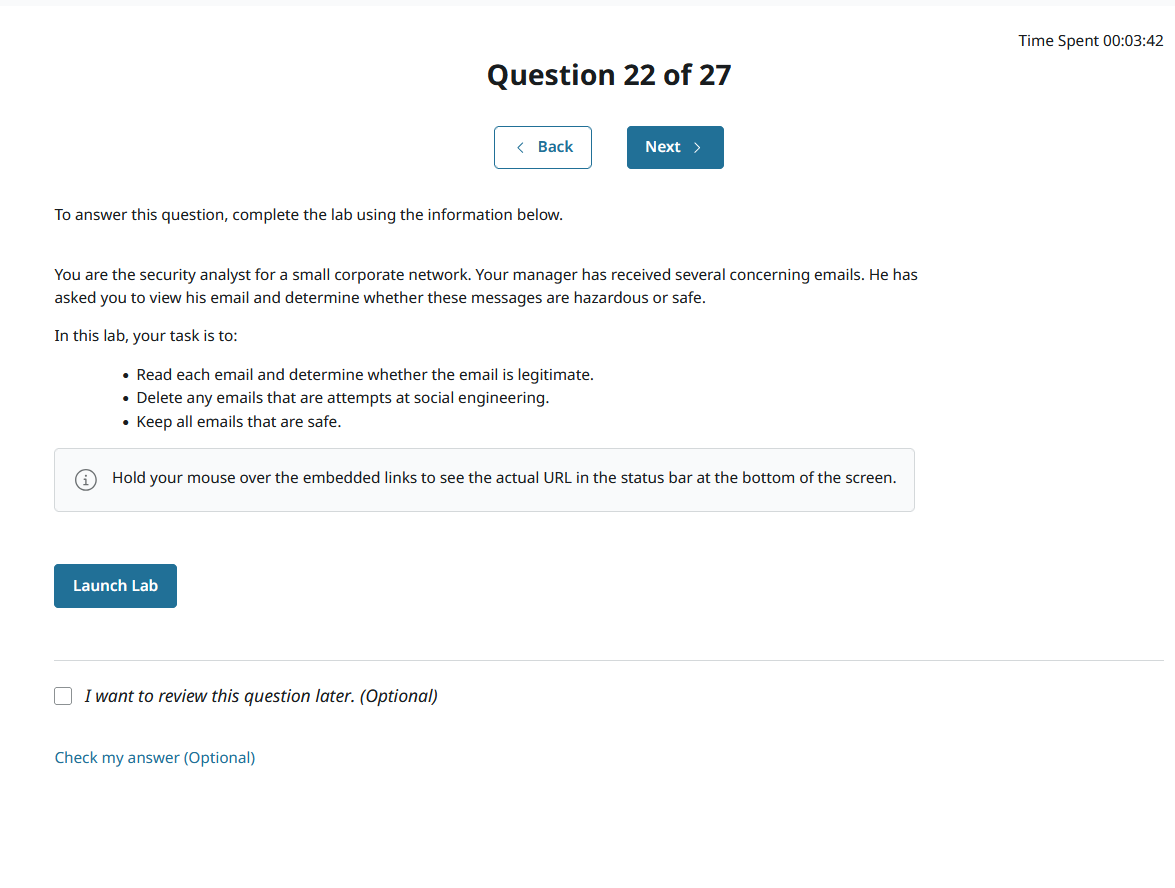 Time Spent 00:03:42
Question 22 of 27
Back
Next
To answer this question, complete the lab using the information below.
You are the security analyst for a small corporate network. Your manager has received several concerning emails. He has
asked you to view his email and determine whether these messages are hazardous or safe.
In this lab, your task is to:
• Read each email and determine whether the email is legitimate.
• Delete any emails that are attempts at social engineering.
• Keep all emails that are safe.
Hold your mouse over the embedded links to see the actual URL in the status bar at the bottom of the screen.
Launch Lab
I want to review this question later. (Optional)
Check my answer (Optional)